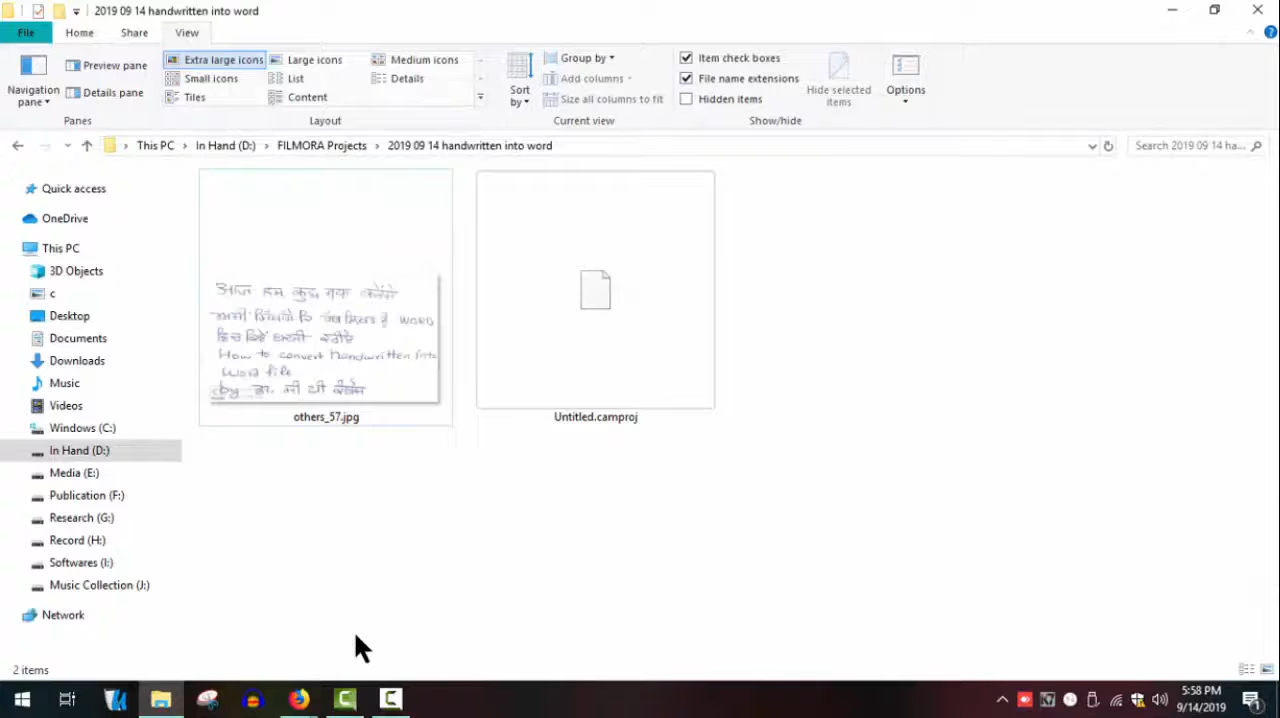 2019 09 14 handwritten into word
File Home Share View
Preview pane
Details pane
Navigation pane
Panes
Extra large icons Large icons Medium icons
Small icons List Details
Tiles Content
Layout
Sort by
Group by
Add columns
Size all columns to fit
Current view
Item check boxes
File name extensions
Hidden items
Hide selected items
Show/hide
Options
This PC > In Hand (D:) > FILMORA Projects > 2019 09 14 handwritten into word
Search 2019 09 14 ha...
Quick access
OneDrive
This PC
3D Objects
c
Desktop
Documents
Downloads
Music
Videos
Windows (C:)
In Hand (D:)
Media (E:)
Publication (F:)
Research (G:)
Record (H:)
Softwares (I:)
Music Collection (J:)
Network
आज हम कुछ नया करेंगे
WORD
How to convert handwritten into
word file
by डा. सी पी
others_57.jpg
Untitled.camproj
2 items
5:58 PM
9/14/2019
1